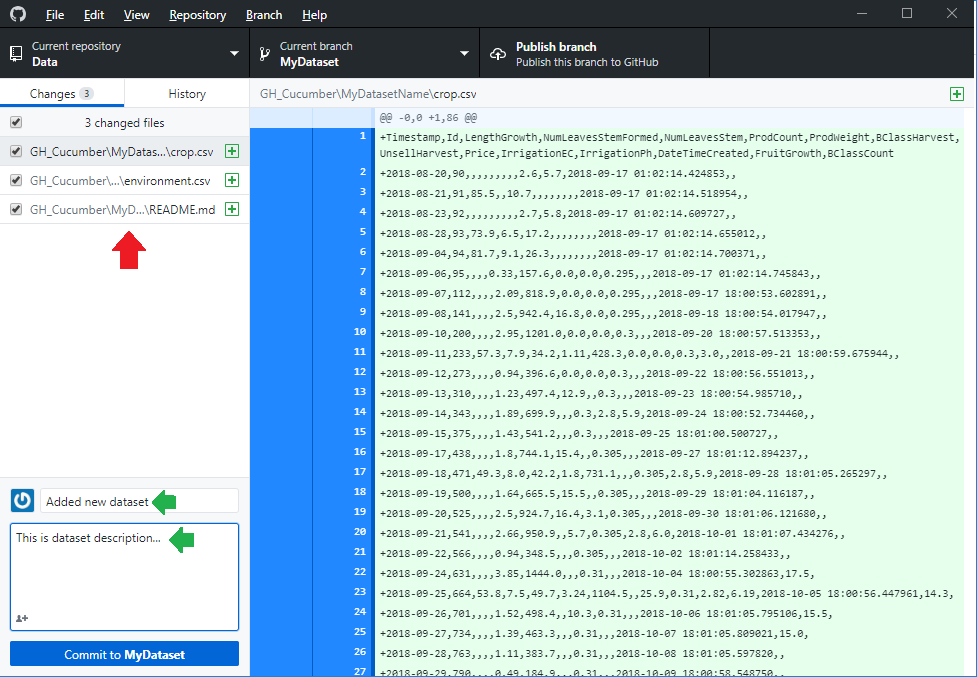 File Edit View Repository Branch Help
Current repository
Data
Current branch
MyDataset
Publish branch
Publish this branch to GitHub
Changes 3
History
GH_Cucumber\MyDatasetName\crop.csv
3 changed files
GH_Cucumber\MyDatas...\crop.csv
GH_Cucumber\...\environment.csv
GH_Cucumber\MyD...\README.md
Added new dataset
This is dataset description...
Commit to MyDataset
@@ -0,0 +1,86 @@
1 +Timestamp,Id,LengthGrowth,NumLeavesStemFormed,NumLeavesStem,ProdCount,ProdWeight,BClassHarvest,
UnsellHarvest,Price,IrrigationEC,IrrigationPh,DateTimeCreated,FruitGrowth,BClassCount
2 +2018-08-20,90,,,,,,,,,2.6,5.7,2018-09-17 01:02:14.424853,,
3 +2018-08-21,91,85.5,,10.7,,,,,,,,2018-09-17 01:02:14.518954,,
4 +2018-08-23,92,,,,,,,,,2.7,5.8,2018-09-17 01:02:14.609727,,
5 +2018-08-28,93,73.9,6.5,17.2,,,,,,,,2018-09-17 01:02:14.655012,,
6 +2018-09-04,94,81.7,9.1,26.3,,,,,,,,2018-09-17 01:02:14.700371,,
7 +2018-09-06,95,,,,0.33,157.6,0.0,0.0,0.295,,,2018-09-17 01:02:14.745843,,
8 +2018-09-07,112,,,,2.09,818.9,0.0,0.0,0.295,,,2018-09-17 18:00:53.602891,,
9 +2018-09-08,141,,,,2.5,942.4,16.8,0.0,0.295,,,2018-09-18 18:00:54.017947,,
10 +2018-09-10,200,,,,2.95,1201.0,0.0,0.0,0.3,,,2018-09-20 18:00:57.513353,,
11 +2018-09-11,233,57.3,7.9,34.2,1.11,428.3,0.0,0.0,0.3,3.0,,2018-09-21 18:00:59.675944,,
12 +2018-09-12,273,,,,0.94,396.6,0.0,0.0,0.3,,,2018-09-22 18:00:56.551013,,
13 +2018-09-13,310,,,,1.23,497.4,12.9,,0.3,,,2018-09-23 18:00:54.985710,,
14 +2018-09-14,343,,,,1.89,699.9,,,0.3,2.8,5.9,2018-09-24 18:00:52.734460,,
15 +2018-09-15,375,,,,1.43,541.2,,,0.3,,,2018-09-25 18:01:00.500727,,
16 +2018-09-17,438,,,,1.8,744.1,15.4,,0.305,,,2018-09-27 18:01:12.894237,,
17 +2018-09-18,471,49.3,8.0,42.2,1.8,731.1,,,0.305,2.8,5.9,2018-09-28 18:01:05.265297,,
18 +2018-09-19,500,,,,1.64,665.5,15.5,,0.305,,,2018-09-29 18:01:04.116187,,
19 +2018-09-20,525,,,,2.5,924.7,16.4,3.1,0.305,,,2018-09-30 18:01:06.121680,,
20 +2018-09-21,541,,,,2.66,950.9,,5.7,0.305,2.8,6.0,2018-10-01 18:01:07.434276,,
21 +2018-09-22,566,,,,0.94,348.5,,,0.305,,,2018-10-02 18:01:14.258433,,
22 +2018-09-24,631,,,,3.85,1444.0,,,0.31,,,2018-10-04 18:00:55.302863,17.5,
23 +2018-09-25,664,53.8,7.5,49.7,3.24,1104.5,,25.9,0.31,2.82,6.19,2018-10-05 18:00:56.447961,14.3,
24 +2018-09-26,701,,,,1.52,498.4,,10.3,0.31,,,2018-10-06 18:01:05.795106,15.5,
25 +2018-09-27,734,,,,1.39,463.3,,,0.31,,,2018-10-07 18:01:05.809021,15.0,
26 +2018-09-28,763,,,,1.11,383.7,,,0.31,,,2018-10-08 18:01:05.597820,,
27 +2018-09-29,790,,,,0.49,184.9,,,0.31,,,2018-10-09 18:00:58.548750,,